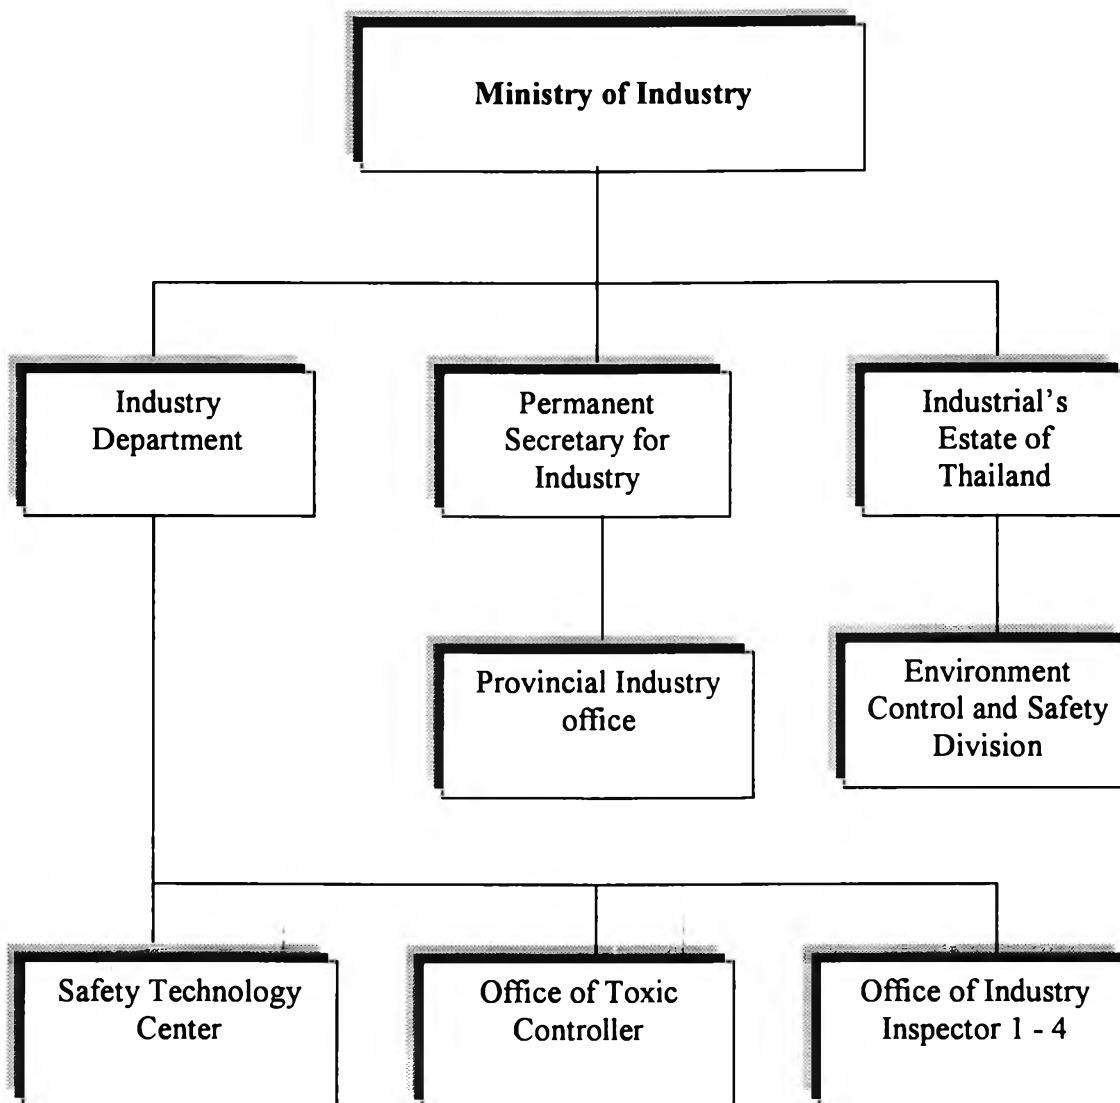 Ministry of Industry
Industry
Department
Permanent
Secretary for
Industry
Industrial's
Estate of
Thailand
Provincial Industry
office
Environment
Control and Safety
Division
Safety Technology
Center
Office of Toxic
Controller
Office of Industry
Inspector 1 - 4